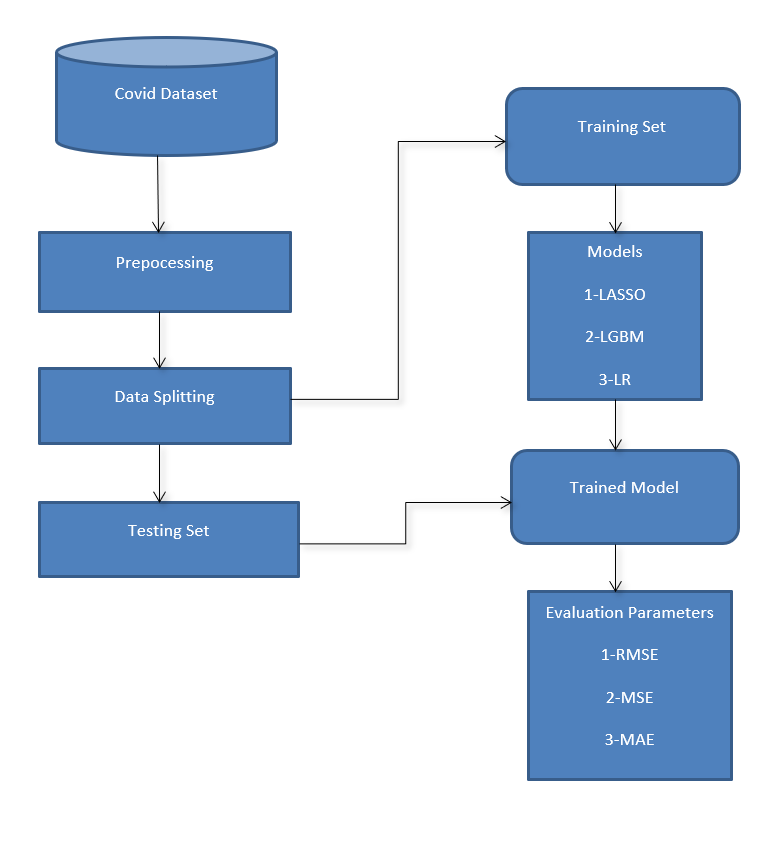 Covid Dataset
Prepocessing
Data Splitting
Testing Set
Training Set
Models
1-LASSO
2-LGBM
3-LR
Trained Model
Evaluation Parameters
1-RMSE
2-MSE
3-MAE